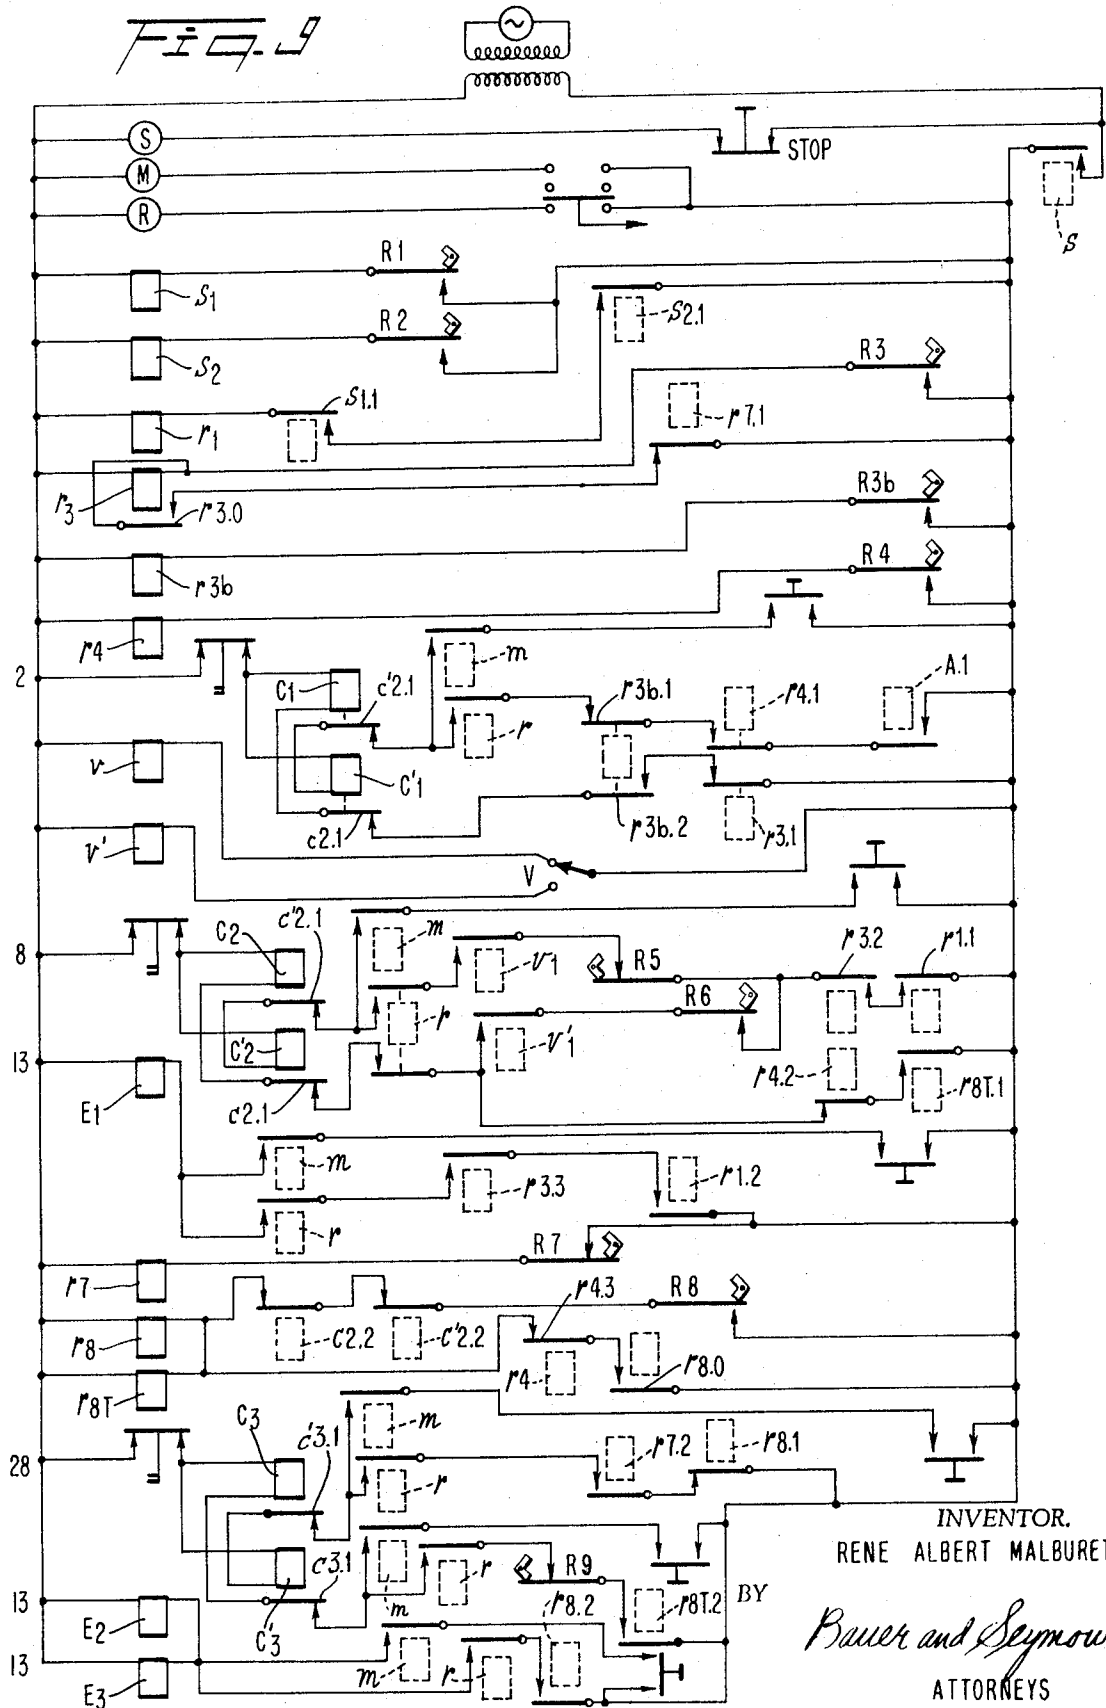 Fig. 9
S
STOP
M
R
S
R1
S1
S2.1
R2
S2
R3
S1.1
r1
r7.1
r3
r3.0
R3b
r3b
R4
r4
m
2
C1
c'2.1
r3b.1
r4.1
A.1
r
v
C'1
c2.1
r3b.2
r3.1
v'
V
8
C2
c'2.1
m
v1
R5
r3.2
r1.1
R6
r
C'2
v'1
13
r4.2
E1
c2.1
r8T.1
m
r3.3
r1.2
r
R7
r7
r4.3
R8
r8
C2.2
C'2.2
r4
r8.0
r8T
C3
c'3.1
m
r7.2
r8.1
28
r
INVENTOR.
RENE ALBERT MALBURET
c3.1
m
r
R9
r8T.2
BY
13
E2
C'3
r8.2
Bauer and Seymour
13
E3
m
r
ATTORNEYS